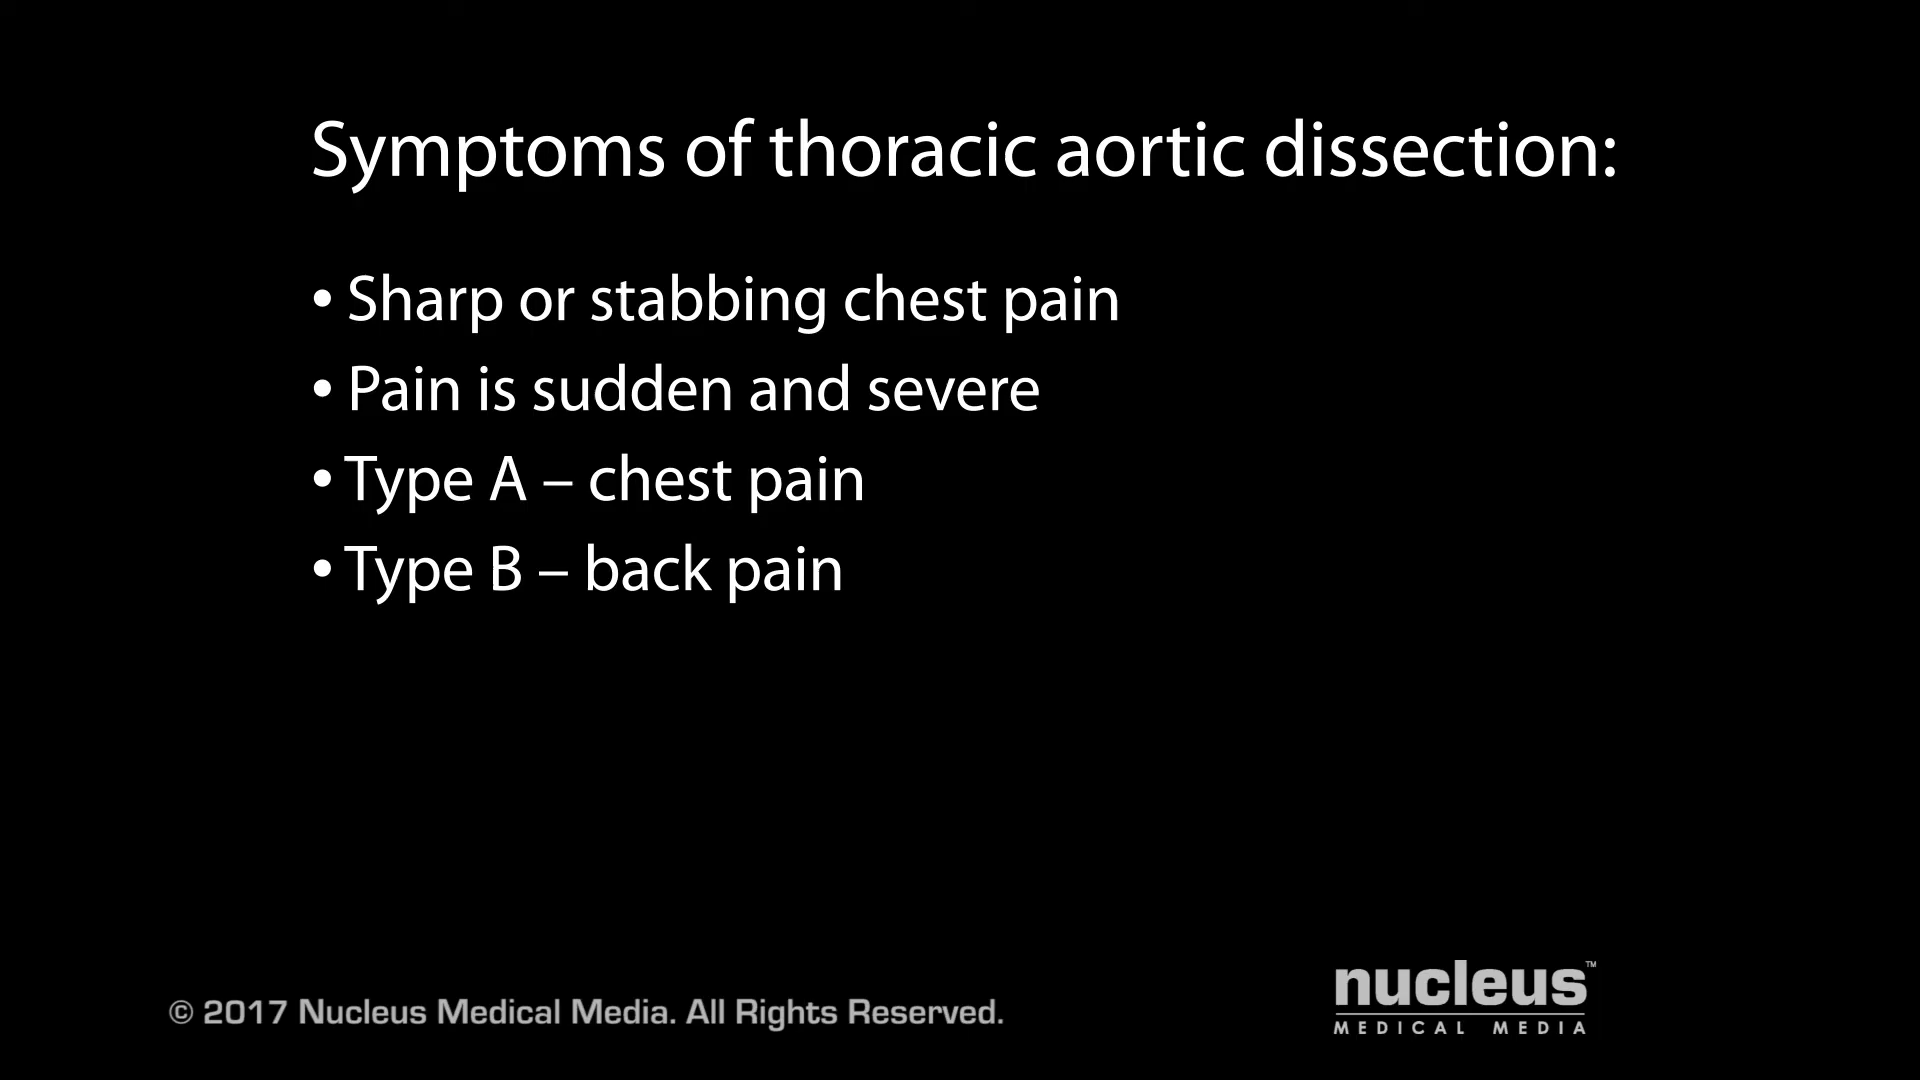 Symptoms of thoracic aortic dissection:
• Sharp or stabbing chest pain
• Pain is sudden and severe
• Type A – chest pain
• Type B – back pain
© 2017 Nucleus Medical Media. All Rights Reserved.
nucleus™
MEDICAL MEDIA